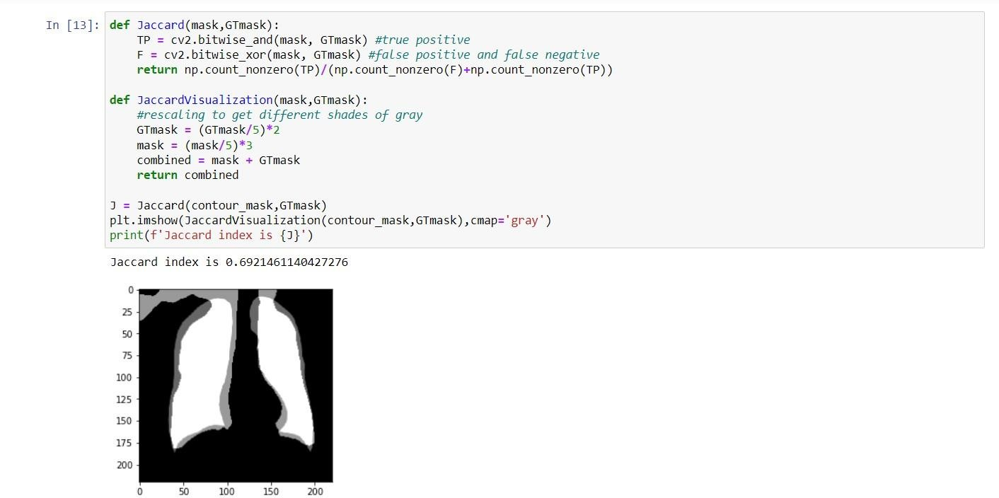 In [13]: def Jaccard(mask,GTmask):
    TP = cv2.bitwise_and(mask, GTmask) #true positive
    F = cv2.bitwise_xor(mask, GTmask) #false positive and false negative
    return np.count_nonzero(TP)/(np.count_nonzero(F)+np.count_nonzero(TP))
def JaccardVisualization(mask,GTmask):
    #rescaling to get different shades of gray
    GTmask = (GTmask/5)*2
    mask = (mask/5)*3
    combined = mask + GTmask
    return combined
J = Jaccard(contour_mask,GTmask)
plt.imshow(JaccardVisualization(contour_mask,GTmask),cmap='gray')
print(f'Jaccard index is {J}')
Jaccard index is 0.6921461140427276
0
25
50
75
100
125
150
175
200
0 50 100 150 200